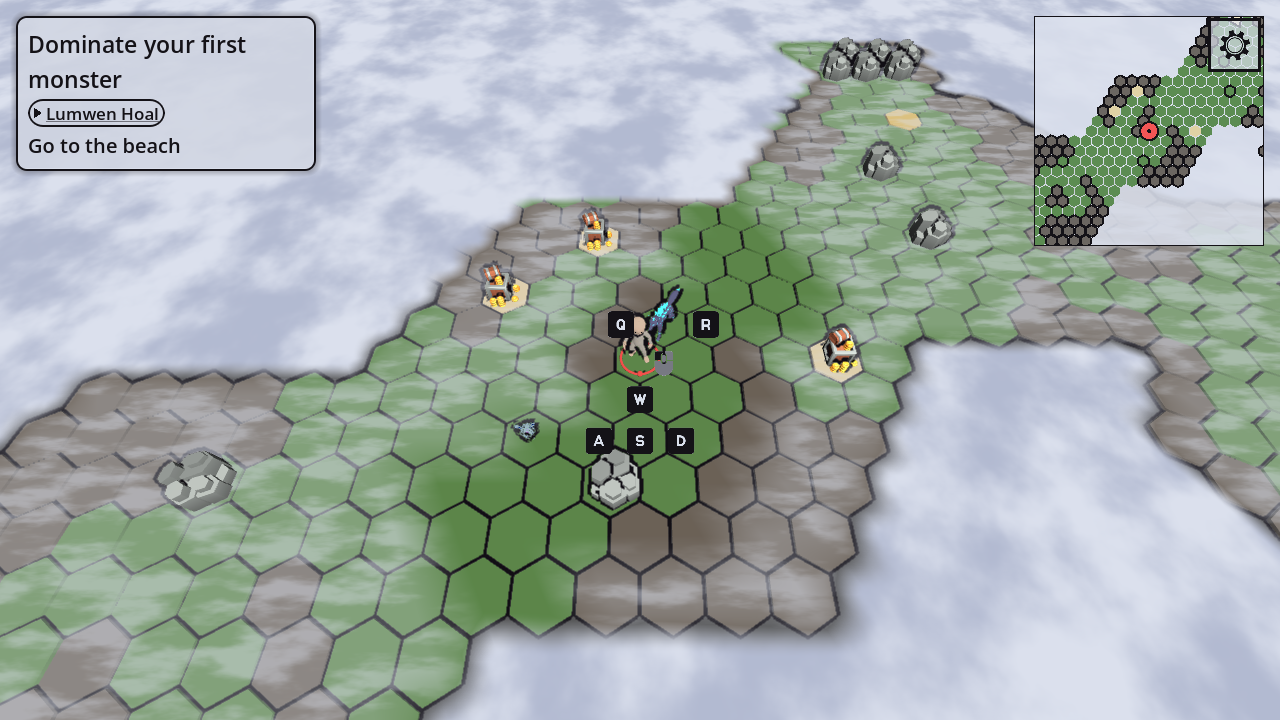 Dominate your first
monster
Lumwen Hoal
Go to the beach
Q
R
W
A
S
D